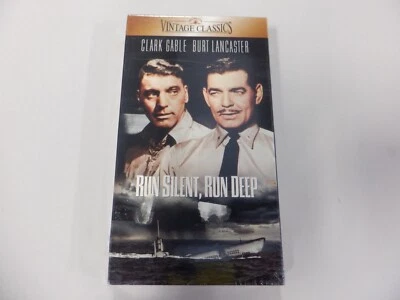 VINTAGE CLASSICS
CLARK GABLE BURT LANCASTER
RUN SILENT, RUN DEEP